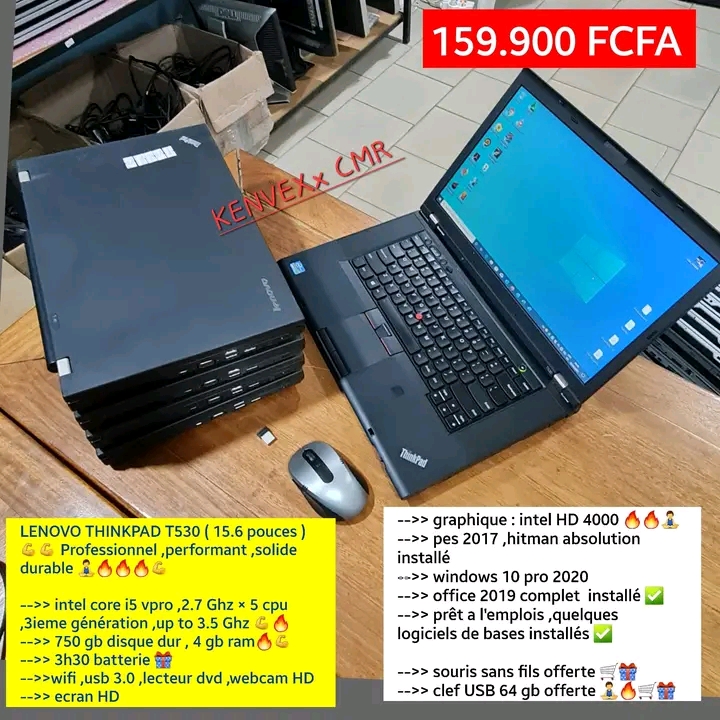 159.900 FCFA
DELL
ThinkPad
KENVEXx CMR
lenovo
ThinkPad
LENOVO THINKPAD T530 ( 15.6 pouces )
💪💪 Professionnel ,performant ,solide
durable 🧘‍♂️🔥🔥🔥💪
-->> intel core i5 vpro ,2.7 Ghz × 5 cpu
,3ieme génération ,up to 3.5 Ghz 💪🔥
-->> 750 gb disque dur , 4 gb ram🔥💪
-->> 3h30 batterie 🎁
-->>wifi ,usb 3.0 ,lecteur dvd ,webcam HD
-->> ecran HD
-->> graphique : intel HD 4000 🔥🔥🧘‍♂️
-->> pes 2017 ,hitman absolution
installé
-->> windows 10 pro 2020
-->> office 2019 complet installé ✅
-->> prêt a l'emplois ,quelques
logiciels de bases installés ✅
-->> souris sans fils offerte 🛒🎁
-->> clef USB 64 gb offerte 🧘‍♂️🔥🛒🎁